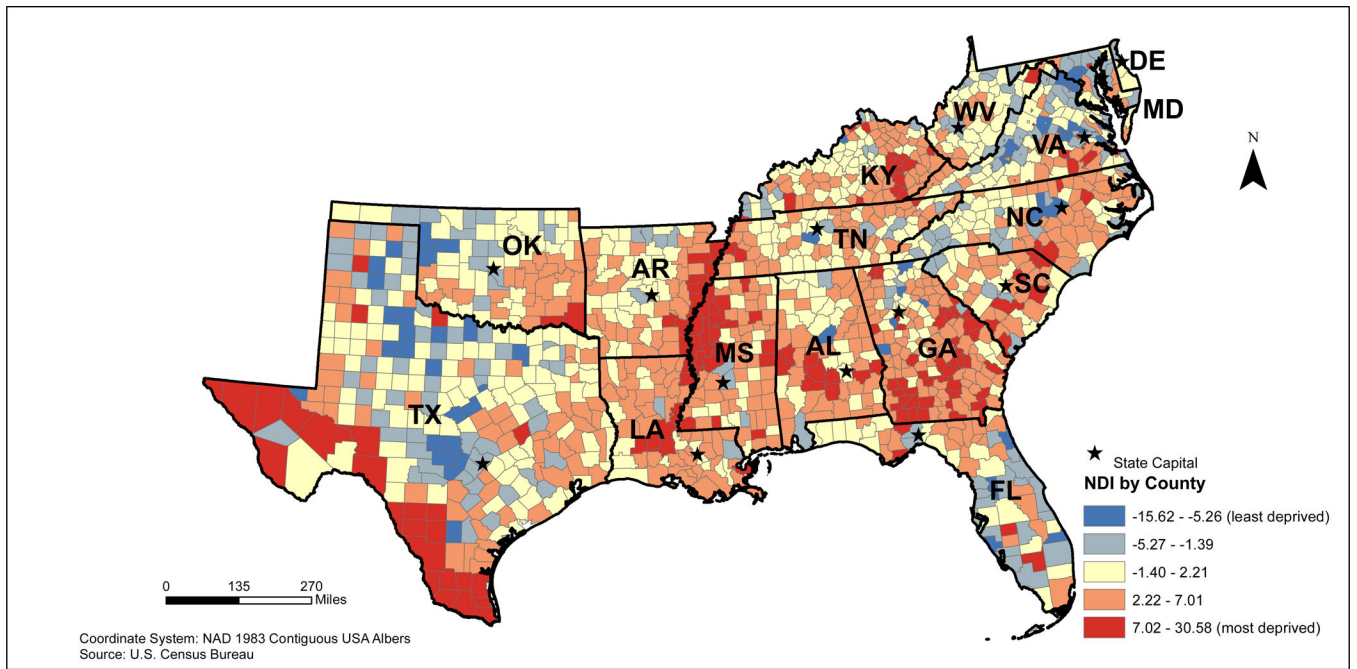 DE
MD
WV
VA
N
KY
NC
TN
OK
AR
SC
MS
AL
GA
TX
LA
FL
State Capital
NDI by County
-15.62 - -5.26 (least deprived)
-5.27 - -1.39
-1.40 - 2.21
2.22 - 7.01
7.02 - 30.58 (most deprived)
0 135 270
Miles
Coordinate System: NAD 1983 Contiguous USA Albers
Source: U.S. Census Bureau